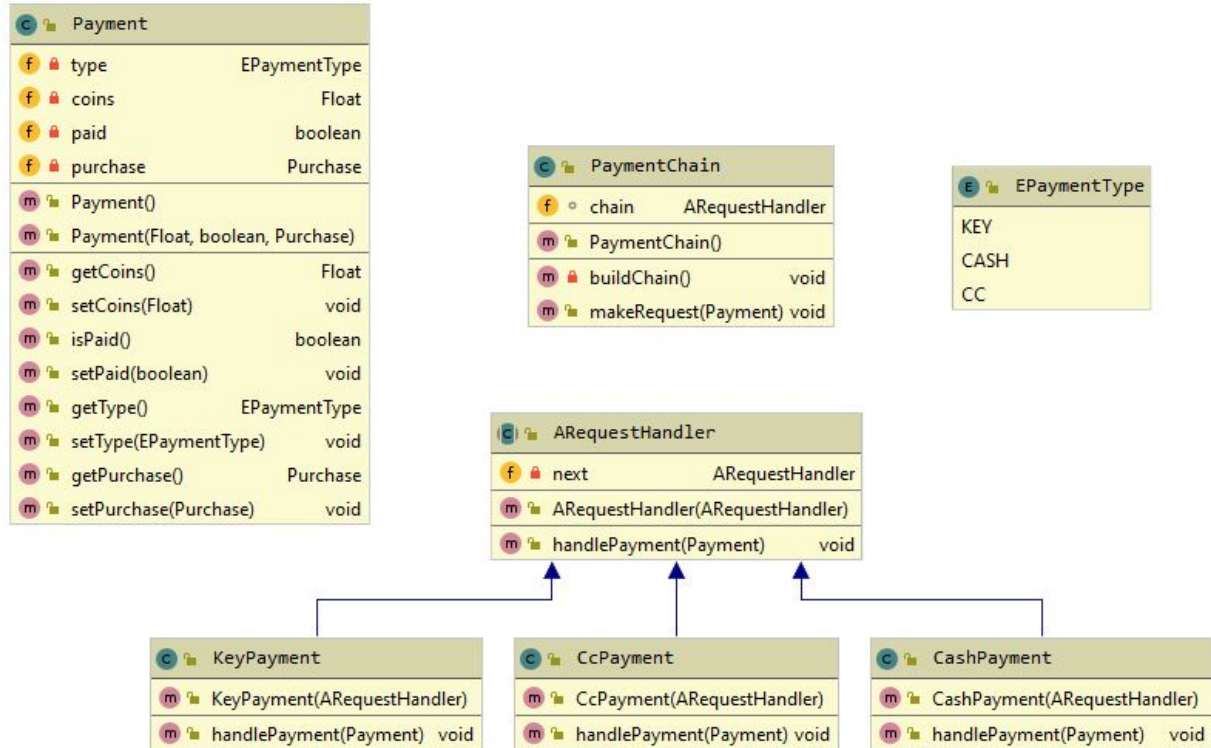 Payment
type EPaymentType
coins Float
paid boolean
purchase Purchase
Payment()
Payment(Float, boolean, Purchase)
getCoins() Float
setCoins(Float) void
isPaid() boolean
setPaid(boolean) void
getType() EPaymentType
setType(EPaymentType) void
getPurchase() Purchase
setPurchase(Purchase) void
PaymentChain
chain ARequestHandler
PaymentChain()
buildChain() void
makeRequest(Payment) void
EPaymentType
KEY
CASH
CC
ARequestHandler
next ARequestHandler
ARequestHandler(ARequestHandler)
handlePayment(Payment) void
KeyPayment
KeyPayment(ARequestHandler)
handlePayment(Payment) void
CcPayment
CcPayment(ARequestHandler)
handlePayment(Payment) void
CashPayment
CashPayment(ARequestHandler)
handlePayment(Payment) void